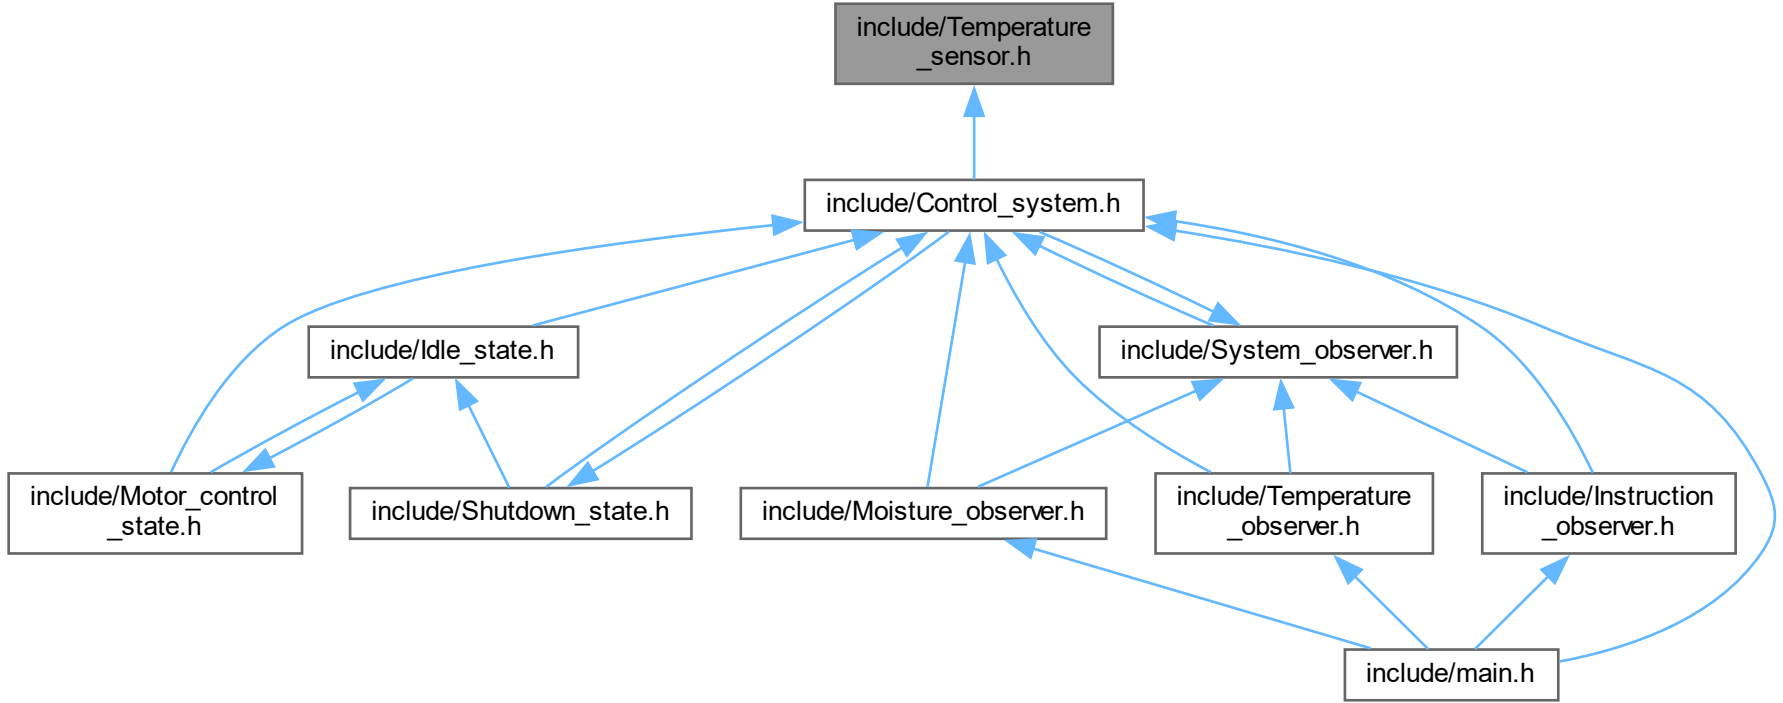 include/Temperature
_sensor.h
include/Control_system.h
include/Idle_state.h
include/System_observer.h
include/Motor_control
_state.h
include/Shutdown_state.h
include/Moisture_observer.h
include/Temperature
_observer.h
include/Instruction
_observer.h
include/main.h